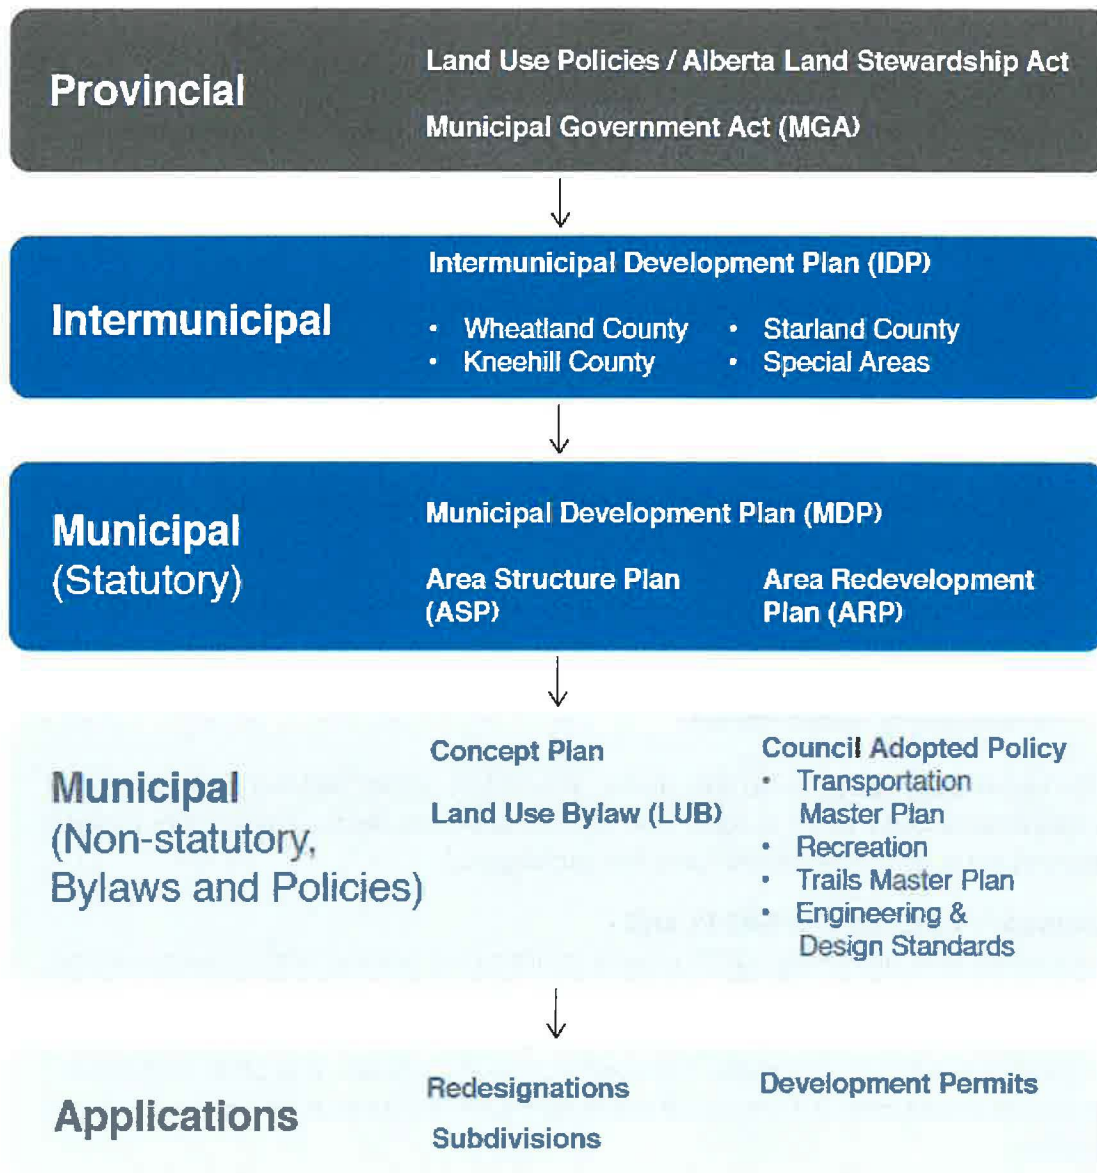 Provincial
Land Use Policies / Alberta Land Stewardship Act
Municipal Government Act (MGA)
Intermunicipal
Intermunicipal Development Plan (IDP)
• Wheatland County
• Kneehill County
• Starland County
• Special Areas
Municipal
(Statutory)
Municipal Development Plan (MDP)
Area Structure Plan
(ASP)
Area Redevelopment
Plan (ARP)
Municipal
(Non-statutory,
Bylaws and Policies)
Concept Plan
Land Use Bylaw (LUB)
Council Adopted Policy
• Transportation
Master Plan
• Recreation
• Trails Master Plan
• Engineering &
Design Standards
Applications
Redesignations
Subdivisions
Development Permits